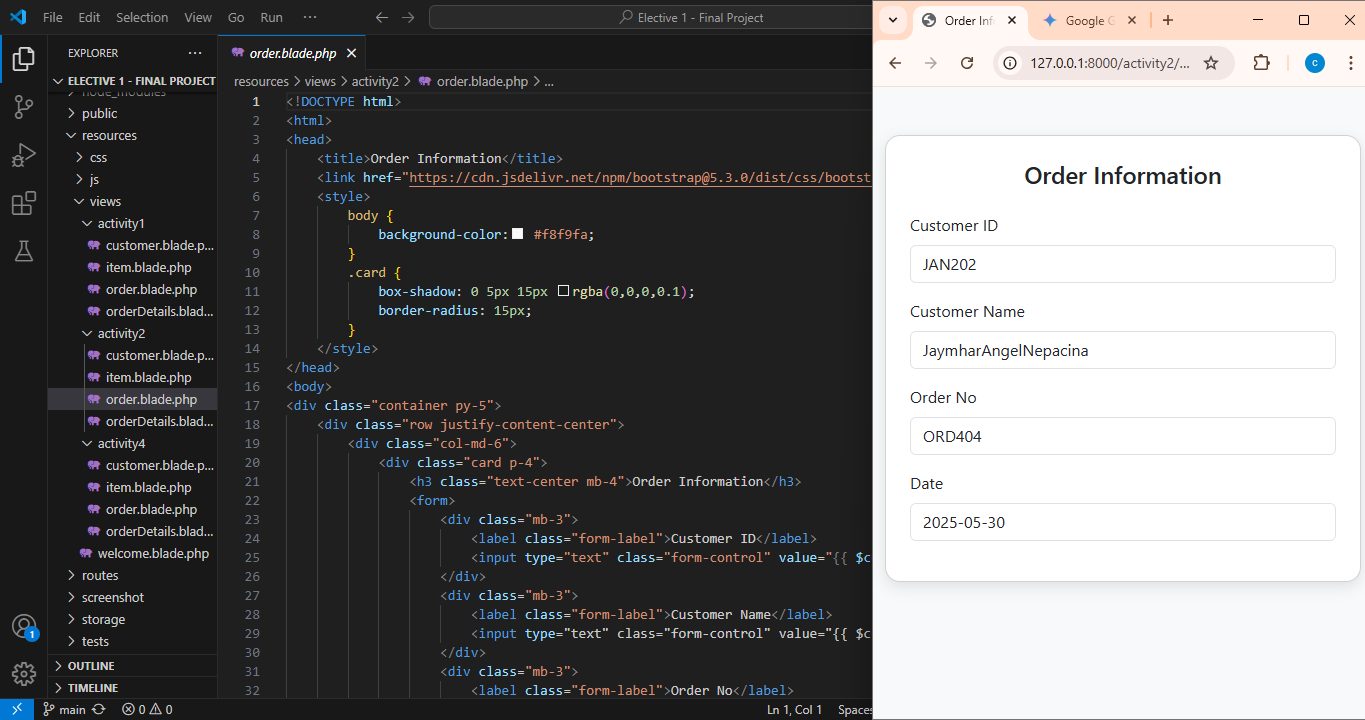 File Edit Selection View Go Run ···
Elective 1 - Final Project
EXPLORER ···
ELECTIVE 1 - FINAL PROJECT
node_modules
public
resources
css
js
views
activity1
customer.blade.p...
item.blade.php
order.blade.php
orderDetails.blad...
activity2
customer.blade.p...
item.blade.php
order.blade.php
orderDetails.blad...
activity4
customer.blade.p...
item.blade.php
order.blade.php
orderDetails.blad...
welcome.blade.php
routes
screenshot
storage
tests
OUTLINE
TIMELINE
1
main
0 0
order.blade.php
resources > views > activity2 > order.blade.php > ...
1 <!DOCTYPE html>
2 <html>
3 <head>
4 <title>Order Information</title>
5 <link href="https://cdn.jsdelivr.net/npm/bootstrap@5.3.0/dist/css/bootst
6 <style>
7 body {
8 background-color: #f8f9fa;
9 }
10 .card {
11 box-shadow: 0 5px 15px rgba(0,0,0,0.1);
12 border-radius: 15px;
13 }
14 </style>
15 </head>
16 <body>
17 <div class="container py-5">
18 <div class="row justify-content-center">
19 <div class="col-md-6">
20 <div class="card p-4">
21 <h3 class="text-center mb-4">Order Information</h3>
22 <form>
23 <div class="mb-3">
24 <label class="form-label">Customer ID</label>
25 <input type="text" class="form-control" value="{{ $c
26 </div>
27 <div class="mb-3">
28 <label class="form-label">Customer Name</label>
29 <input type="text" class="form-control" value="{{ $c
30 </div>
31 <div class="mb-3">
32 <label class="form-label">Order No</label>
Ln 1, Col 1 Spaces
Order Inf
Google G
127.0.0.1:8000/activity2/...
c
Order Information
Customer ID
JAN202
Customer Name
JaymharAngelNepacina
Order No
ORD404
Date
2025-05-30